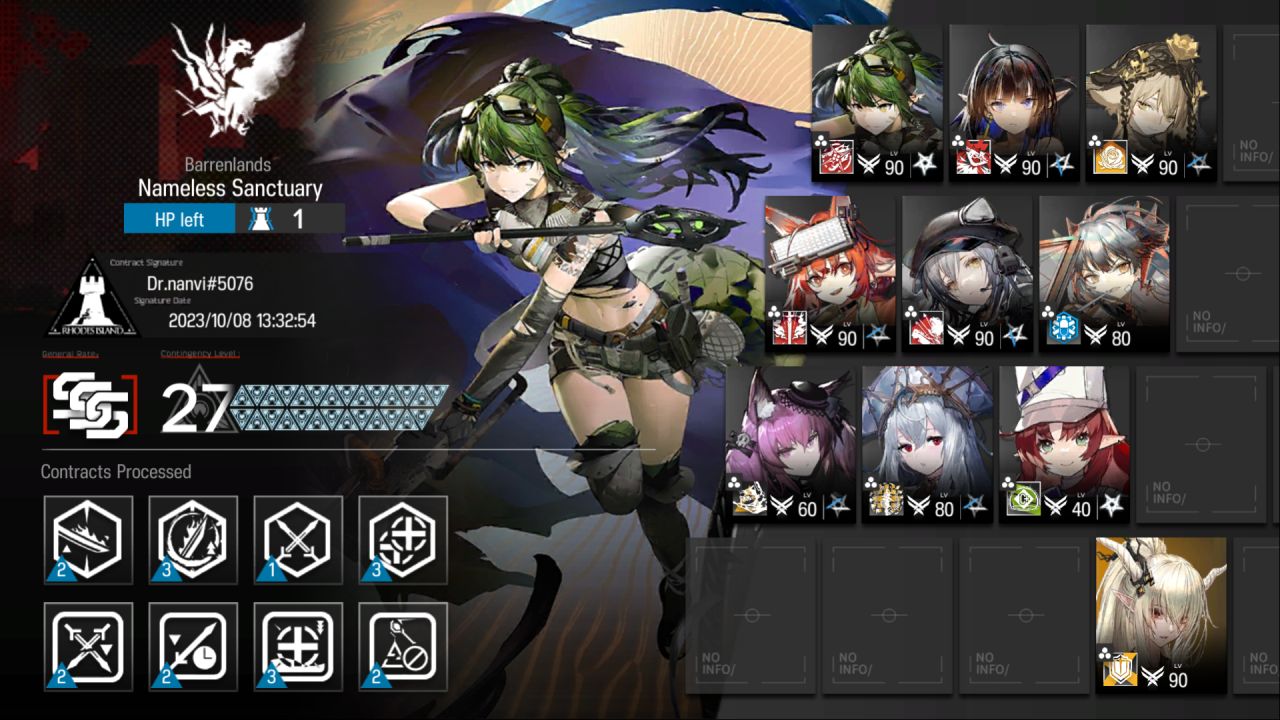 Barrenlands
Nameless Sanctuary
HP left 1
Contract Signature
Dr.nanvi#5076
Signature Date
2023/10/08 13:32:54
RHODES ISLAND
General Rate:
Contingency Level:
27
Contracts Processed
2 3 1 3
2 2 3 2
LV 90 LV 90 LV 90 NO INFO/
LV 90 LV 90 LV 80 NO INFO/
LV 60 LV 80 LV 40 NO INFO/
NO INFO/ NO INFO/ NO INFO/ LV 90 NO INFO